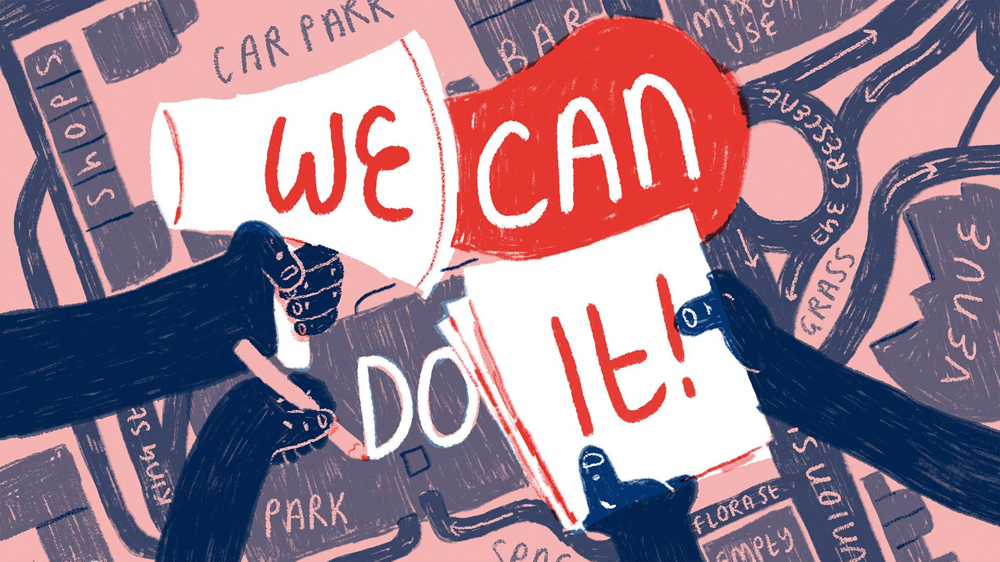 CAR PARK
BAR
MIXED
USE
SHOPS
WE
CAN
THE CRESCENT
GRASS
VENUE
DO
It!
KING ST
PARK
FLORA St
EMPty
UNION S